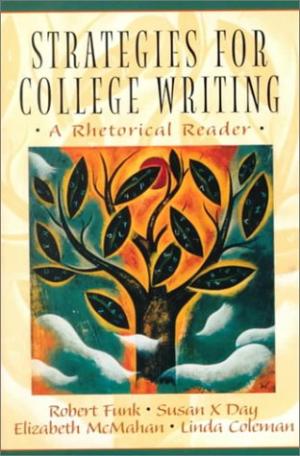 STRATEGIES FOR
COLLEGE WRITING
• A Rhetorical Reader •
Robert Funk • Susan X Day
Elizabeth McMahan • Linda Coleman